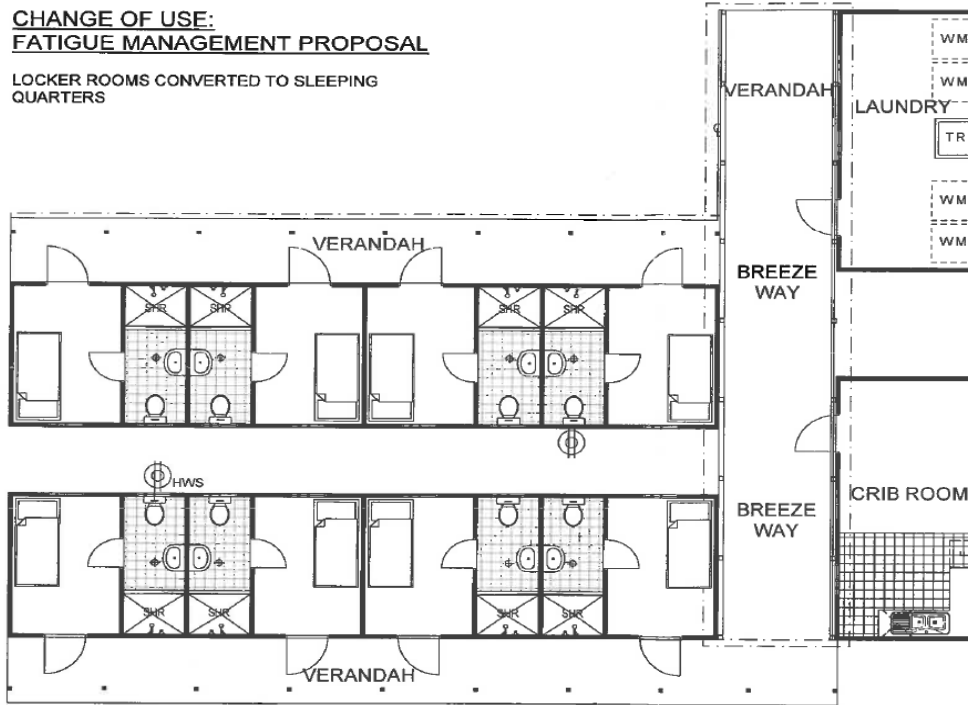 CHANGE OF USE:
FATIGUE MANAGEMENT PROPOSAL
LOCKER ROOMS CONVERTED TO SLEEPING
QUARTERS
VERANDAH
LAUNDRY
WM
WM
TR
WM
WM
VERANDAH
BREEZE
WAY
SHR
SHR
SHR
SHR
HWS
BREEZE
WAY
CRIB ROOM
SHR
SHR
SHR
SHR
VERANDAH